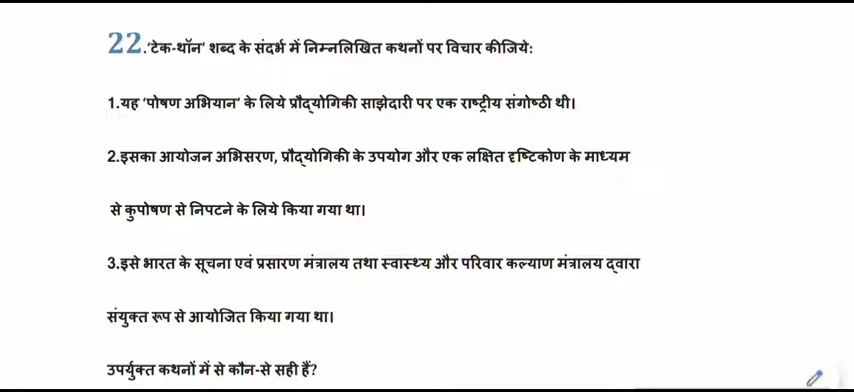 22.‘टेक-थॉन’ शब्द के संदर्भ में निम्नलिखित कथनों पर विचार कीजिये:
1.यह ‘पोषण अभियान’ के लिये प्रौद्योगिकी साझेदारी पर एक राष्ट्रीय संगोष्ठी थी।
2.इसका आयोजन अभिसरण, प्रौद्योगिकी के उपयोग और एक लक्षित दृष्टिकोण के माध्यम
से कुपोषण से निपटने के लिये किया गया था।
3.इसे भारत के सूचना एवं प्रसारण मंत्रालय तथा स्वास्थ्य और परिवार कल्याण मंत्रालय द्वारा
संयुक्त रूप से आयोजित किया गया था।
उपर्युक्त कथनों में से कौन-से सही हैं?